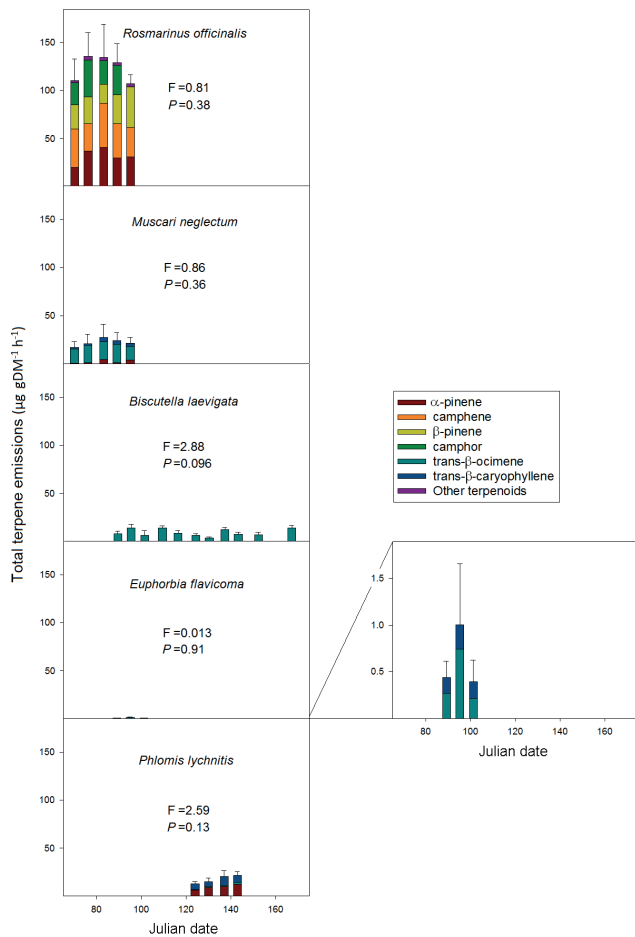 Total terpene emissions (µg gDM⁻¹ h⁻¹)
Rosmarinus officinalis
150
100
50
F =0.81
P =0.38
Muscari neglectum
150
100
50
F =0.86
P =0.36
Biscutella laevigata
150
100
50
F =2.88
P =0.096
Euphorbia flavicoma
150
100
50
F =0.013
P =0.91
Phlomis lychnitis
150
100
50
F =2.59
P =0.13
80 100 120 140 160
Julian date
α-pinene
camphene
β-pinene
camphor
trans-β-ocimene
trans-β-caryophyllene
Other terpenoids
1.5
1.0
0.5
80 100 120 140 160
Julian date